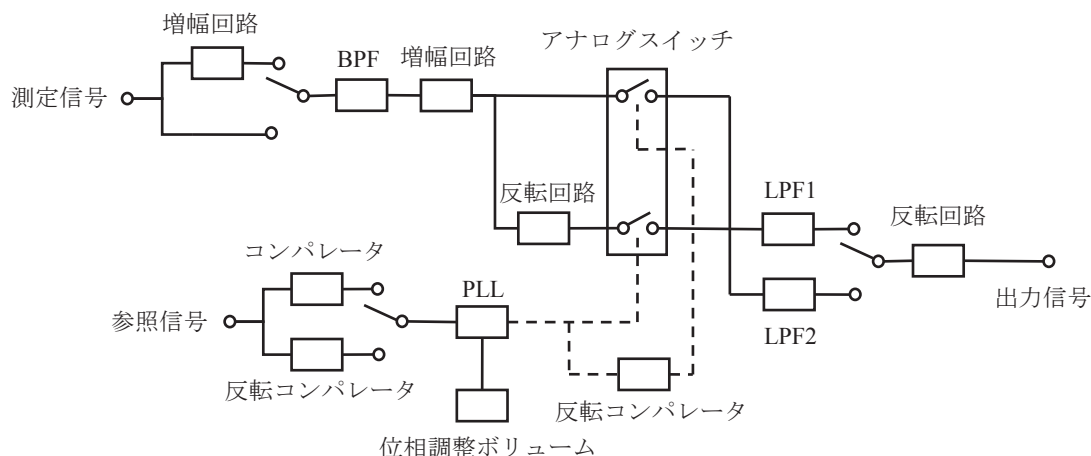 増幅回路
BPF
増幅回路
アナログスイッチ
測定信号
反転回路
LPF1
反転回路
コンパレータ
PLL
参照信号
出力信号
LPF2
反転コンパレータ
反転コンパレータ
位相調整ボリューム